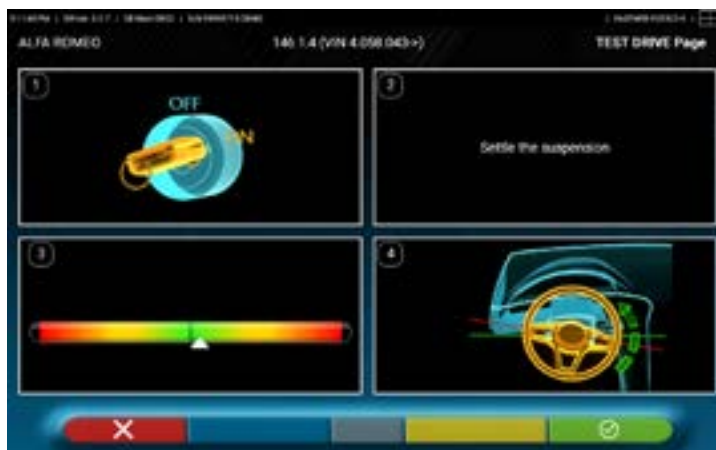 ALFA ROMEO
146 1.4 (VIN 4.058.043->)
TEST DRIVE Page
1
OFF
ON
2
Settle the suspension
3
4